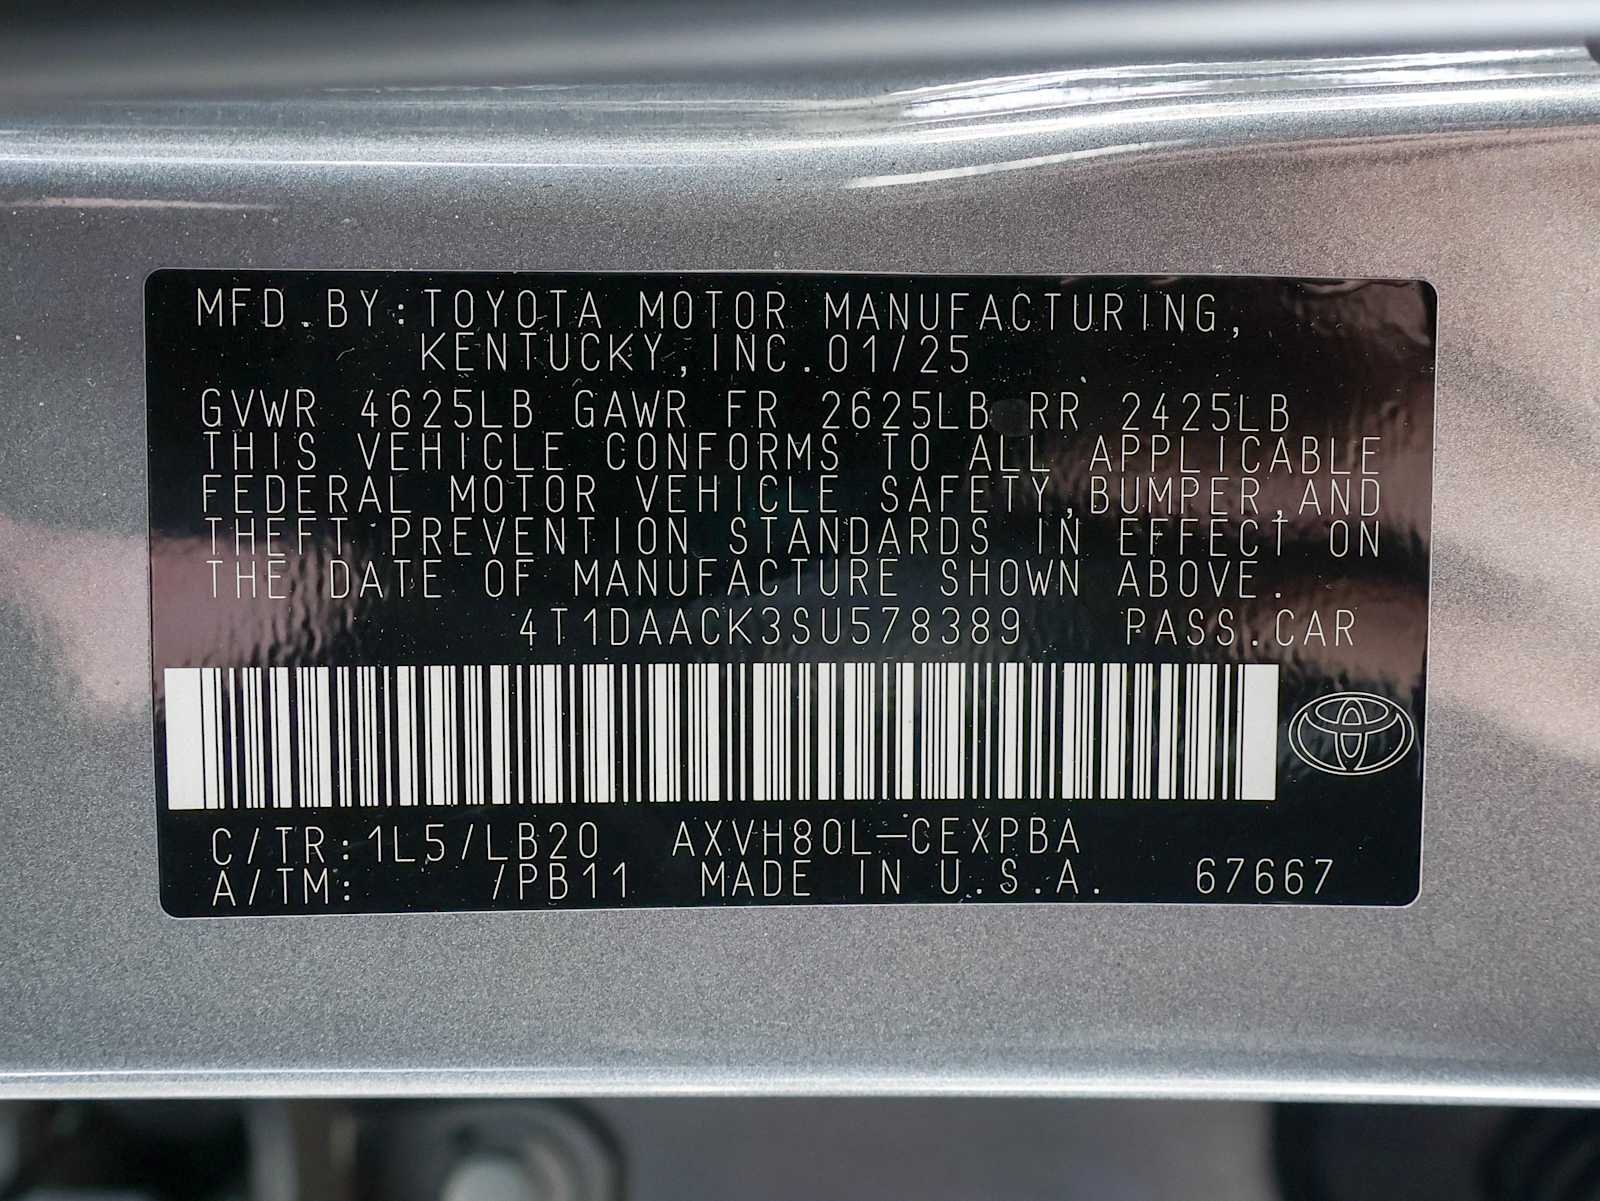 MFD.BY:TOYOTA MOTOR MANUFACTURING,
KENTUCKY,INC.01/25
GVWR 4625LB GAWR FR 2625LB RR 2425LB
THIS VEHICLE CONFORMS TO ALL APPLICABLE
FEDERAL MOTOR VEHICLE SAFETY,BUMPER,AND
THEFT PREVENTION STANDARDS IN EFFECT ON
THE DATE OF MANUFACTURE SHOWN ABOVE.
4T1DAACK3SU578389 PASS.CAR
C/TR:1L5/LB20 AXVH80L-CEXPBA
A/TM: /PB11 MADE IN U.S.A. 67667